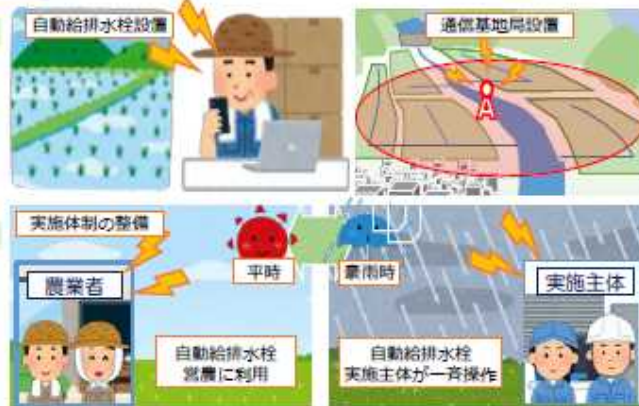 自動給排水栓設置
通信基地局設置
実施体制の整備
農業者
平時
豪雨時
実施主体
自動給排水栓
営農に利用
自動給排水栓
実施主体が一斉操作